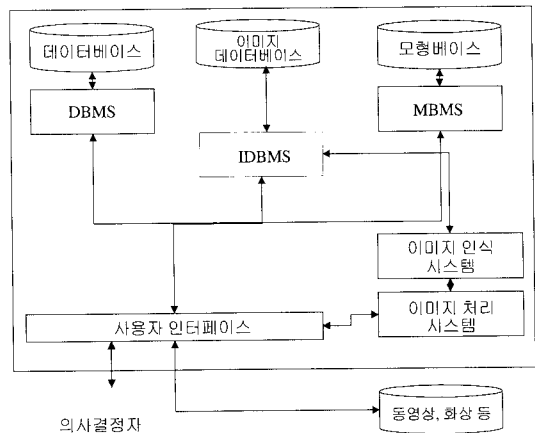 데이터베이스
이미지
데이터베이스
모형베이스
DBMS
IDBMS
MBMS
이미지 인식
시스템
이미지 처리
시스템
사용자 인터페이스
의사결정자
동영상, 화상 등